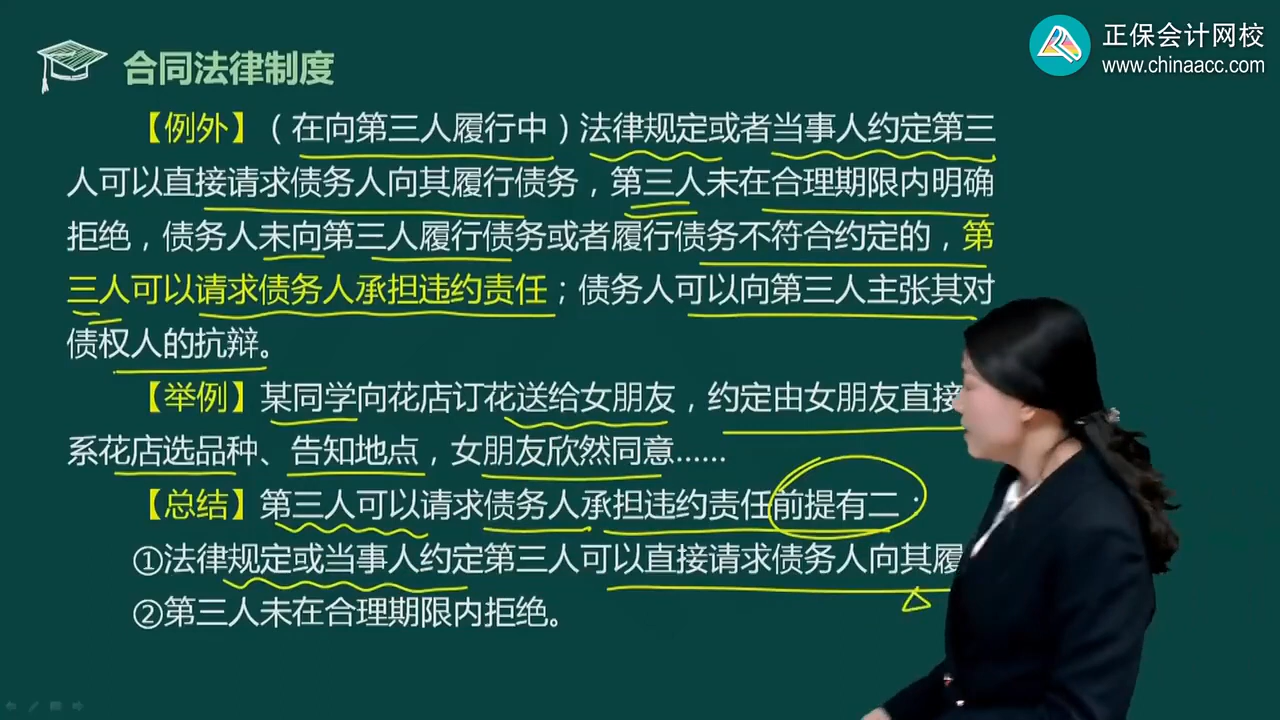 正保会计网校
www.chinaacc.com
合同法律制度
【例外】（在向第三人履行中）法律规定或者当事人约定第三
人可以直接请求债务人向其履行债务，第三人未在合理期限内明确
拒绝，债务人未向第三人履行债务或者履行债务不符合约定的，第
三人可以请求债务人承担违约责任；债务人可以向第三人主张其对
债权人的抗辩。
【举例】某同学向花店订花送给女朋友，约定由女朋友直接
系花店选品种、告知地点，女朋友欣然同意……
【总结】第三人可以请求债务人承担违约责任前提有二：
①法律规定或当事人约定第三人可以直接请求债务人向其履
②第三人未在合理期限内拒绝。